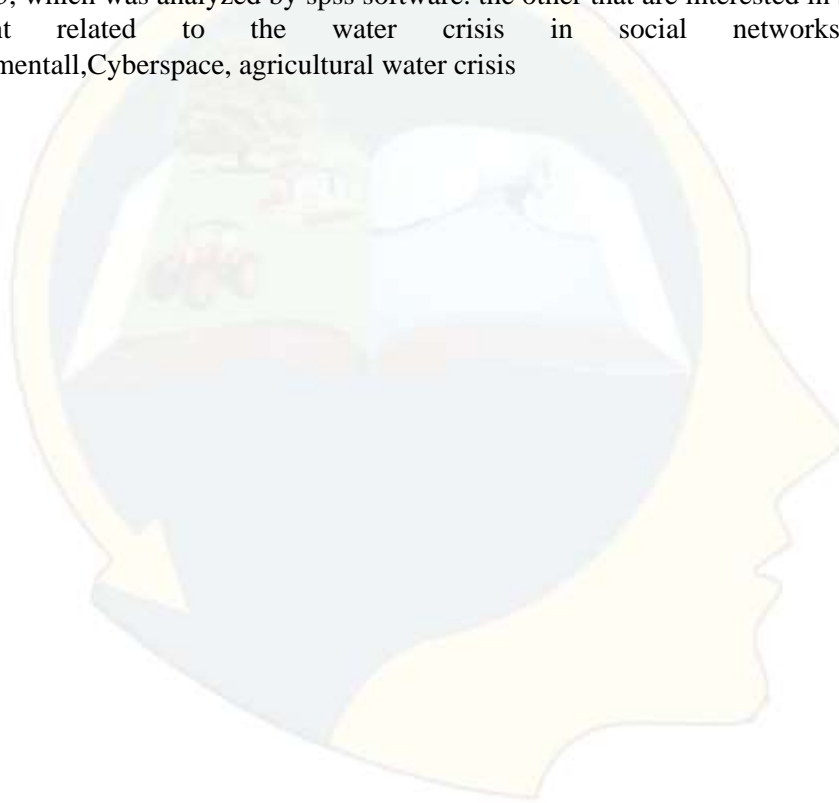 which was analyzed by spss software. the other that are interested in
related to the water crisis in social networks
Cyberspace, agricultural water crisis